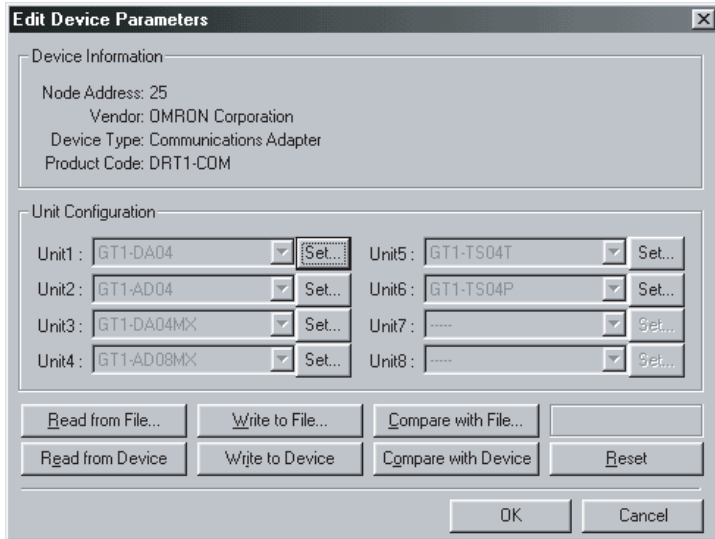 Edit Device Parameters
Device Information
Node Address: 25
Vendor: OMRON Corporation
Device Type: Communications Adapter
Product Code: DRT1-COM
Unit Configuration
Unit1 : GT1-DA04 Set... Unit5 : GT1-TS04T Set...
Unit2 : GT1-AD04 Set... Unit6 : GT1-TS04P Set...
Unit3 : GT1-DA04MX Set... Unit7 : ----- Set...
Unit4 : GT1-AD08MX Set... Unit8 : ----- Set...
Read from File... Write to File... Compare with File...
Read from Device Write to Device Compare with Device Reset
OK Cancel